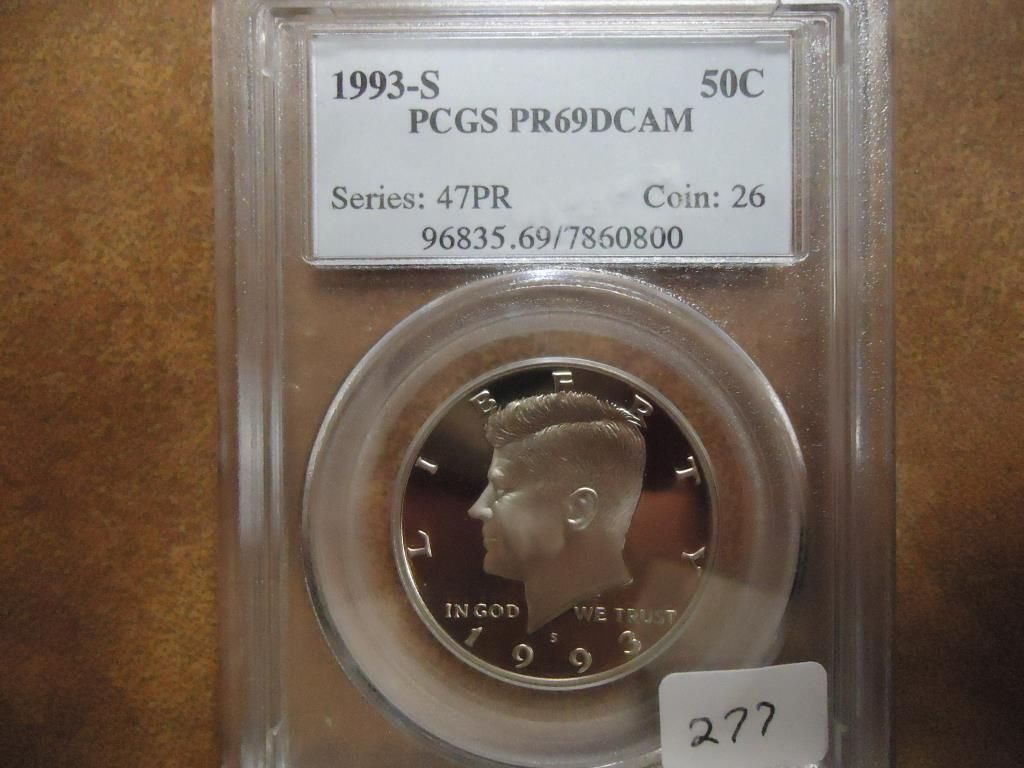 1993-S 50C
PCGS PR69DCAM
Series: 47PR Coin: 26
96835.69/7860800
LIBERTY
IN GOD WE TRUST
S
1993
277